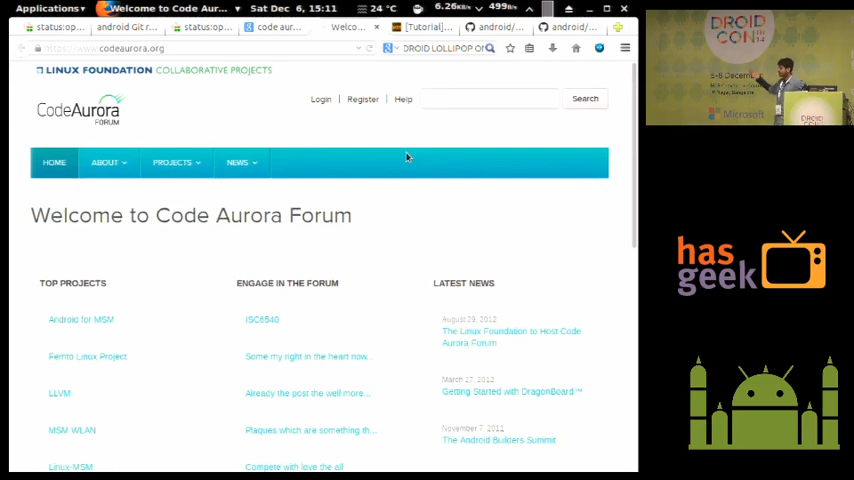 Applications
Welcome to Code Aur...
Sat Dec 6, 15:11
24 °C
6.26KB/s
499B/s
status:op...
android Git r
status:op...
code aur...
Welco...
[Tutorial]...
android/...
android/...
https://www.codeaurora.org
DROID LOLLIPOP ON
LINUX FOUNDATION COLLABORATIVE PROJECTS
CodeAurora
FORUM
Login | Register | Help
Search
HOME
ABOUT
PROJECTS
NEWS
Welcome to Code Aurora Forum
TOP PROJECTS
Android for MSM
Femto Linux Project
LLVM
MSM WLAN
Linux-MSM
ENGAGE IN THE FORUM
ISC6540
Some my right in the heart now...
Already the post the well more...
Plaques which are something th...
Compete with love the all
LATEST NEWS
August 29, 2012
The Linux Foundation to Host Code
Aurora Forum
March 27, 2012
Getting Started with DragonBoard™
November 7, 2011
The Android Builders Summit
DROID
CON
Microsoft
DROID
CON
has
geek